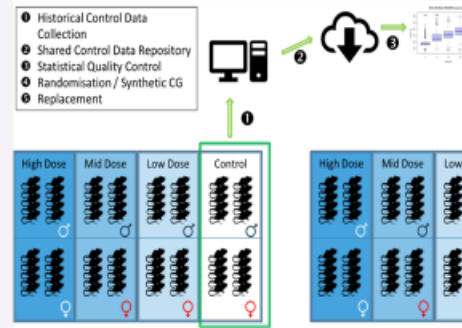 ❶ Historical Control Data
Collection
❷ Shared Control Data Repository
❸ Statistical Quality Control
❹ Randomisation / Synthetic CG
❺ Replacement
❷
❸
❶
High Dose Mid Dose Low Dose Control
High Dose Mid Dose Low